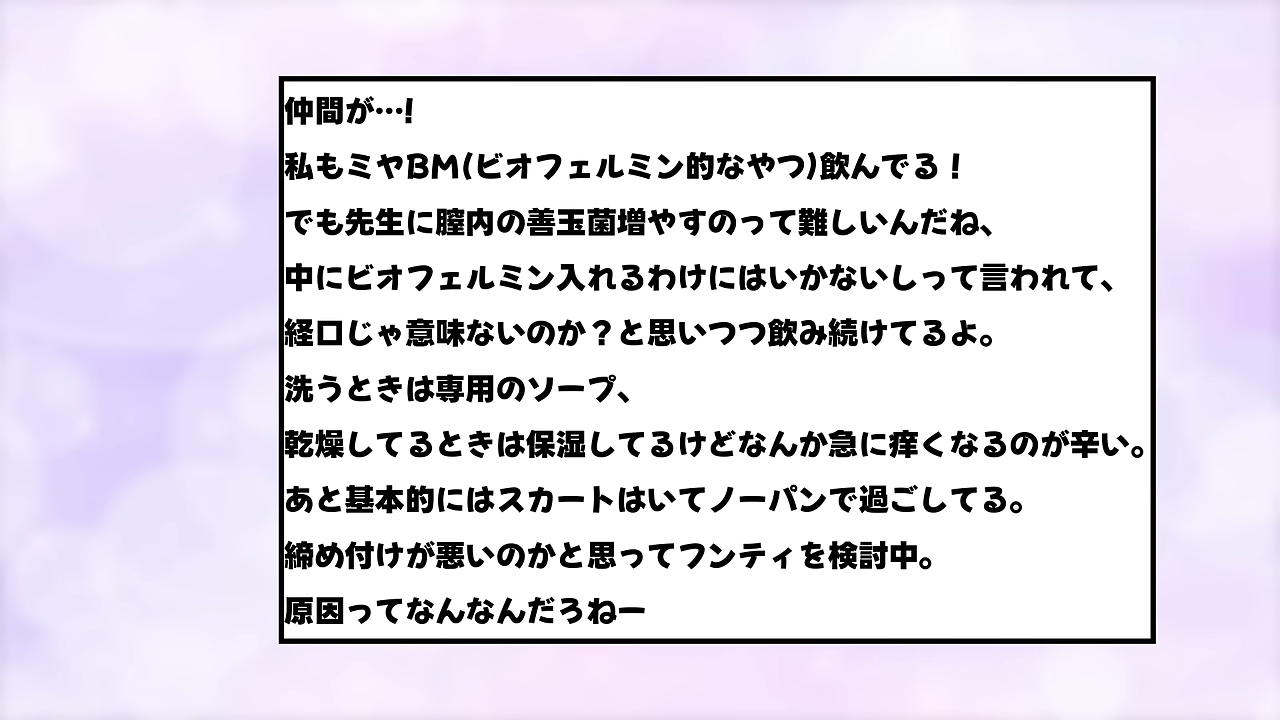 仲間が…!
私もミヤBM(ビオフェルミン的なやつ)飲んでる！
でも先生に膣内の善玉菌増やすのって難しいんだね、
中にビオフェルミン入れるわけにはいかないしって言われて、
経口じゃ意味ないのか？と思いつつ飲み続けてるよ。
洗うときは専用のソープ、
乾燥してるときは保湿してるけどなんか急に痒くなるのが辛い。
あと基本的にはスカートはいてノーパンで過ごしてる。
締め付けが悪いのかと思ってフンティを検討中。
原因ってなんなんだろねー